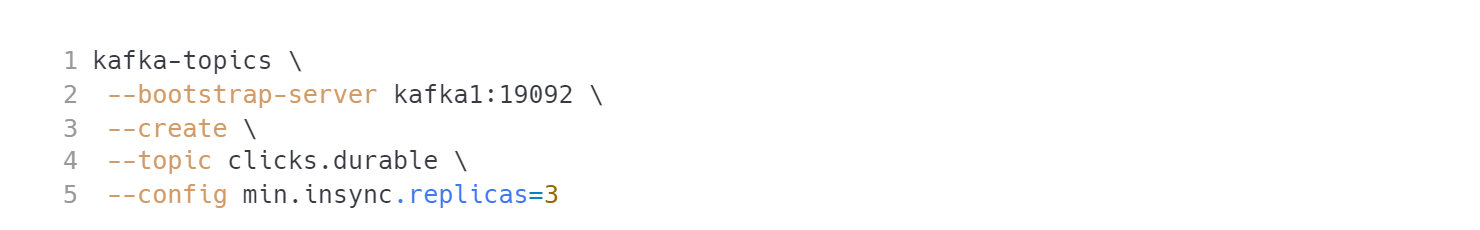 1 kafka-topics \
2  --bootstrap-server kafka1:19092 \
3  --create \
4  --topic clicks.durable \
5  --config min.insync.replicas=3